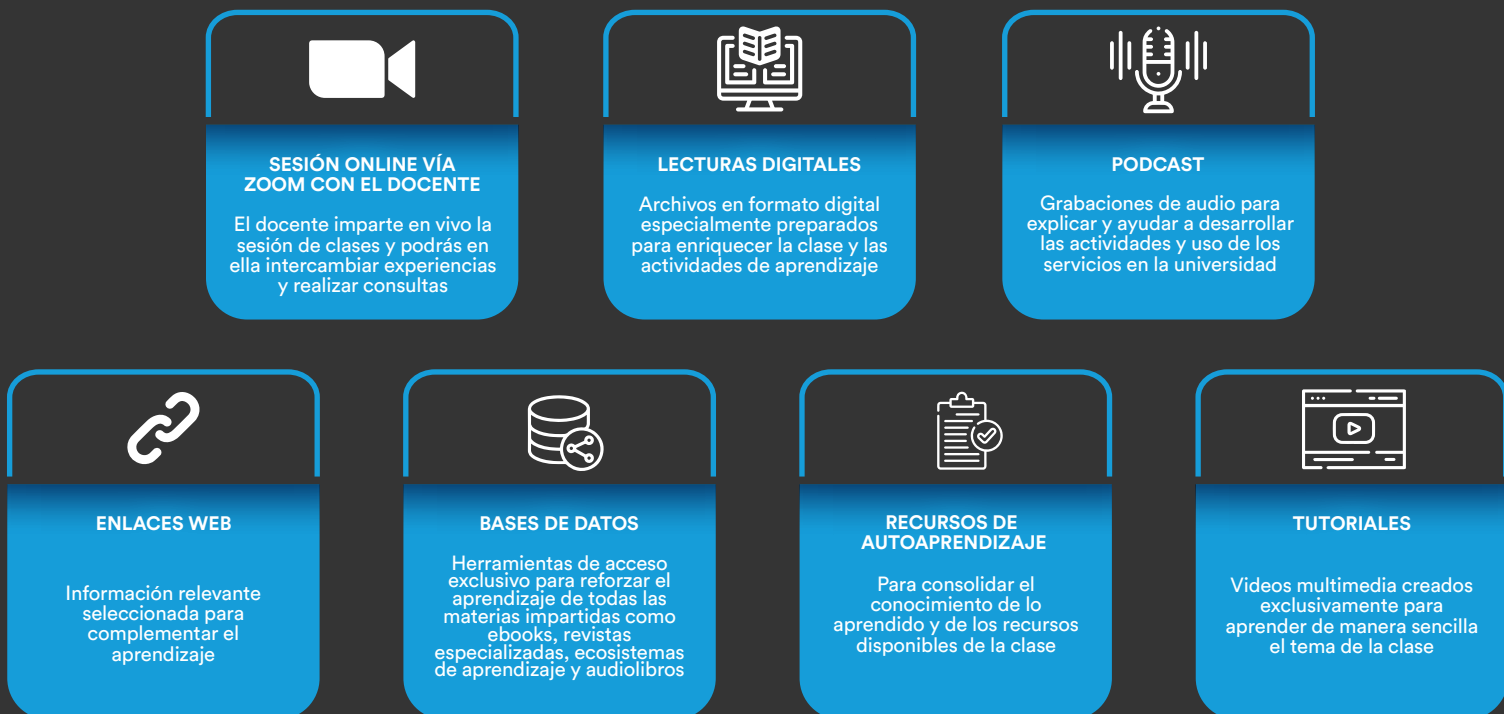 SESIÓN ONLINE VÍA
ZOOM CON EL DOCENTE
El docente imparte en vivo la
sesión de clases y podrás en
ella intercambiar experiencias
y realizar consultas
LECTURAS DIGITALES
Archivos en formato digital
especialmente preparados
para enriquecer la clase y las
actividades de aprendizaje
PODCAST
Grabaciones de audio para
explicar y ayudar a desarrollar
las actividades y uso de los
servicios en la universidad
ENLACES WEB
Información relevante
seleccionada para
complementar el
aprendizaje
BASES DE DATOS
Herramientas de acceso
exclusivo para reforzar el
aprendizaje de todas las
materias impartidas como
ebooks, revistas
especializadas, ecosistemas
de aprendizaje y audiolibros
RECURSOS DE
AUTOAPRENDIZAJE
Para consolidar el
conocimiento de lo
aprendido y de los recursos
disponibles de la clase
TUTORIALES
Videos multimedia creados
exclusivamente para
aprender de manera sencilla
el tema de la clase